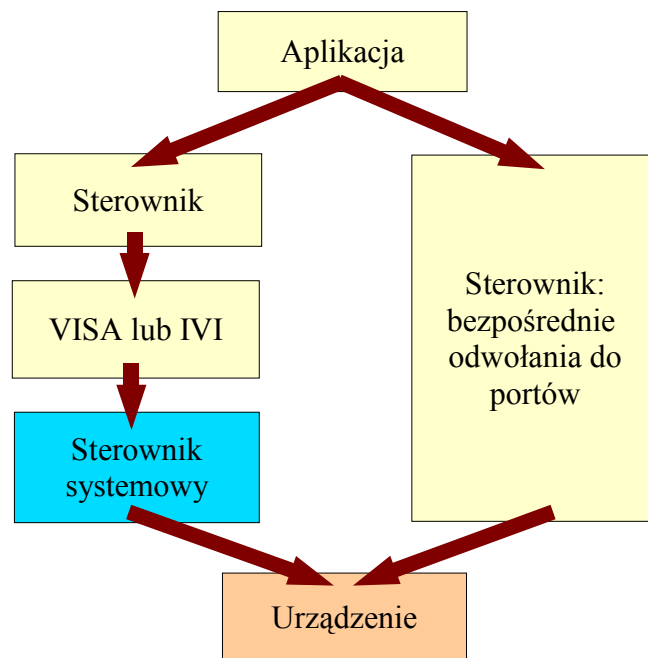 Aplikacja
Sterownik
VISA lub IVI
Sterownik
systemowy
Sterownik:
bezpośrednie
odwołania do
portów
Urządzenie